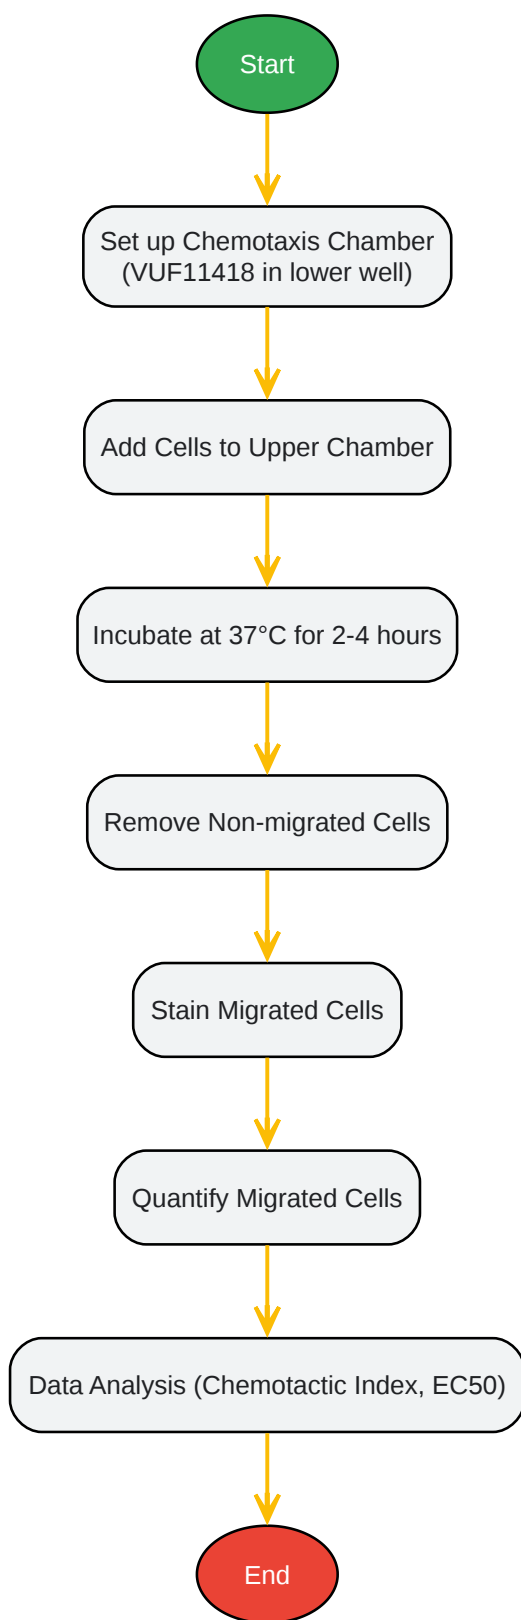 Start
Set up Chemotaxis Chamber
(VUF11418 in lower well)
Add Cells to Upper Chamber
Incubate at 37°C for 2-4 hours
Remove Non-migrated Cells
Stain Migrated Cells
Quantify Migrated Cells
Data Analysis (Chemotactic Index, EC50)
End